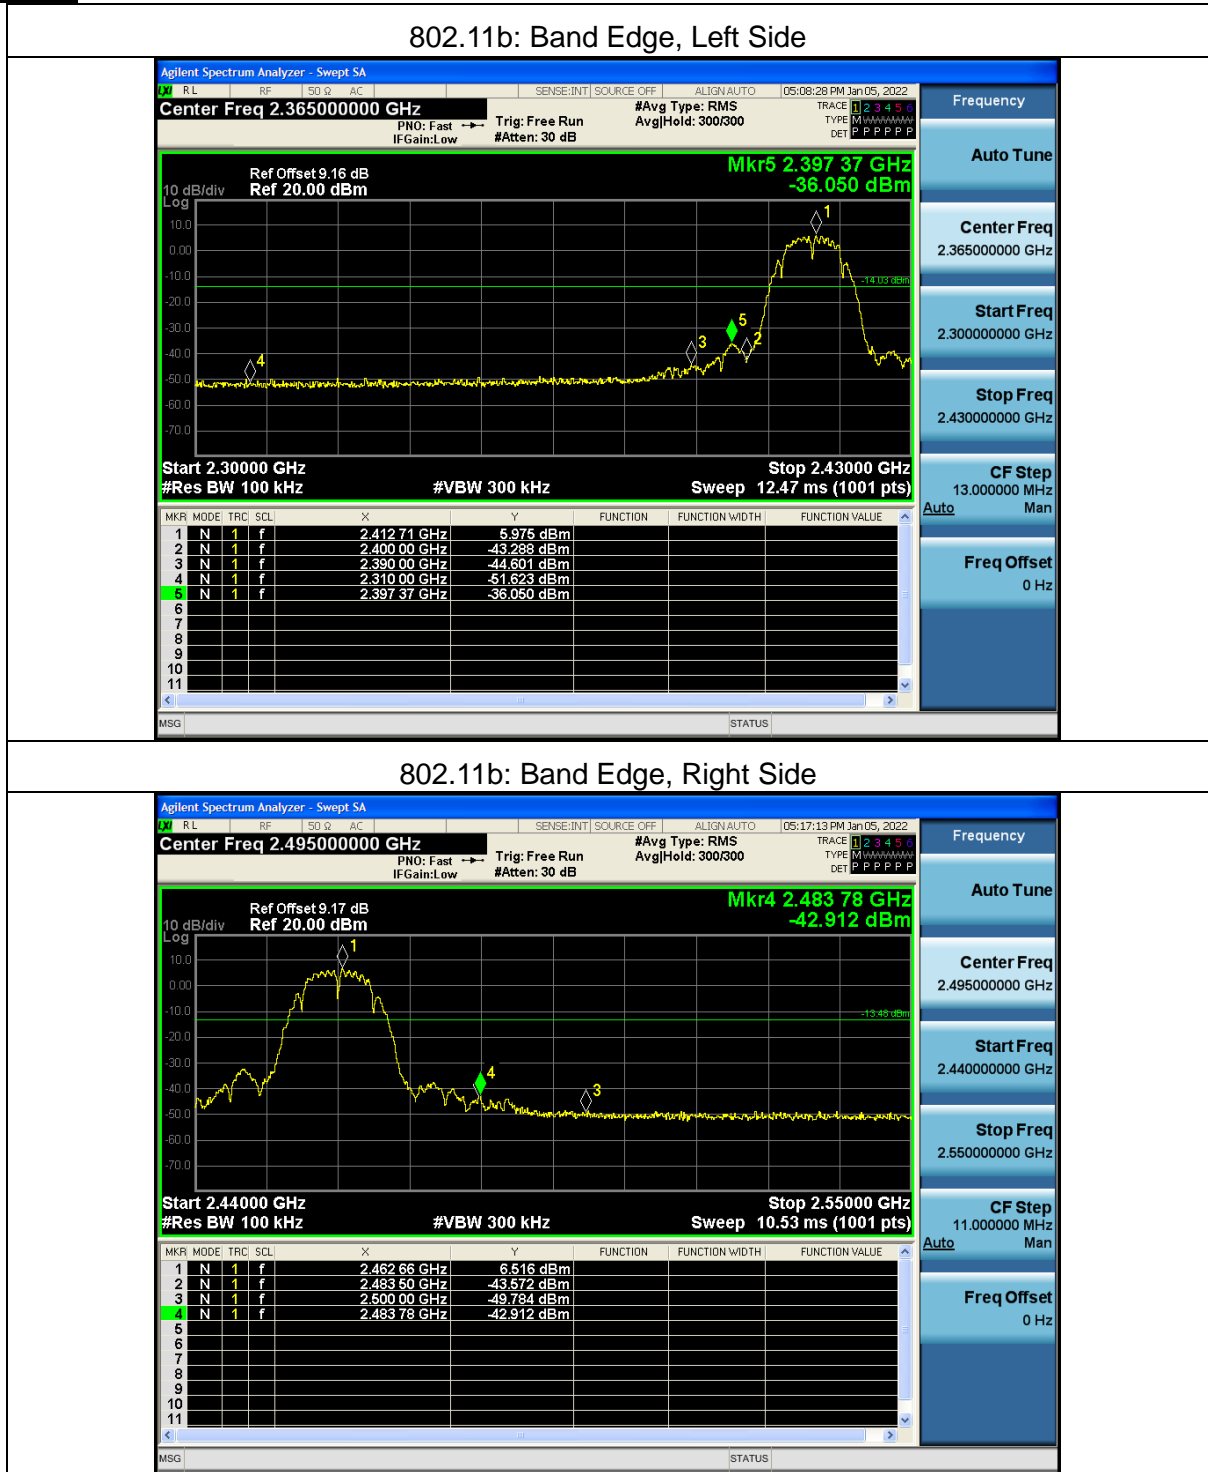 802.11b: Band Edge, Left Side
Agilent Spectrum Analyzer - Swept SA
LXI RL RF 50 Ω AC SENSE:INT SOURCE OFF ALIGN AUTO 05:08:28 PM Jan 05, 2022
Center Freq 2.365000000 GHz #Avg Type: RMS TRACE 1 2 3 4 5 6
PNO: Fast Trig: Free Run Avg|Hold: 300/300 TYPE M
IFGain:Low #Atten: 30 dB DET P P P P P P
Frequency
Auto Tune
Mkr5 2.397 37 GHz
-36.050 dBm
Ref Offset 9.16 dB
10 dB/div Ref 20.00 dBm
Log
10.0
0.00
-10.0
-20.0
-30.0
-40.0
-50.0
-60.0
-70.0
1
-14.03 dBm
5
3
2
4
Start 2.30000 GHz Stop 2.43000 GHz
#Res BW 100 kHz #VBW 300 kHz Sweep 12.47 ms (1001 pts)
Center Freq
2.365000000 GHz
Start Freq
2.300000000 GHz
Stop Freq
2.430000000 GHz
CF Step
13.000000 MHz
Auto Man
Freq Offset
0 Hz
MKR MODE TRC SCL X Y FUNCTION FUNCTION WIDTH FUNCTION VALUE
1 N 1 f 2.412 71 GHz 5.975 dBm
2 N 1 f 2.400 00 GHz -43.288 dBm
3 N 1 f 2.390 00 GHz -44.601 dBm
4 N 1 f 2.310 00 GHz -51.623 dBm
5 N 1 f 2.397 37 GHz -36.050 dBm
6
7
8
9
10
11
MSG STATUS
802.11b: Band Edge, Right Side
Agilent Spectrum Analyzer - Swept SA
LXI RL RF 50 Ω AC SENSE:INT SOURCE OFF ALIGN AUTO 05:17:13 PM Jan 05, 2022
Center Freq 2.495000000 GHz #Avg Type: RMS TRACE 1 2 3 4 5 6
PNO: Fast Trig: Free Run Avg|Hold: 300/300 TYPE M
IFGain:Low #Atten: 30 dB DET P P P P P P
Frequency
Auto Tune
Mkr4 2.483 78 GHz
-42.912 dBm
Ref Offset 9.17 dB
10 dB/div Ref 20.00 dBm
Log
10.0
0.00
-10.0
-20.0
-30.0
-40.0
-50.0
-60.0
-70.0
1
-13.48 dBm
4
3
Start 2.44000 GHz Stop 2.55000 GHz
#Res BW 100 kHz #VBW 300 kHz Sweep 10.53 ms (1001 pts)
Center Freq
2.495000000 GHz
Start Freq
2.440000000 GHz
Stop Freq
2.550000000 GHz
CF Step
11.000000 MHz
Auto Man
Freq Offset
0 Hz
MKR MODE TRC SCL X Y FUNCTION FUNCTION WIDTH FUNCTION VALUE
1 N 1 f 2.462 66 GHz 6.516 dBm
2 N 1 f 2.483 50 GHz -43.572 dBm
3 N 1 f 2.500 00 GHz -49.784 dBm
4 N 1 f 2.483 78 GHz -42.912 dBm
5
6
7
8
9
10
11
MSG STATUS